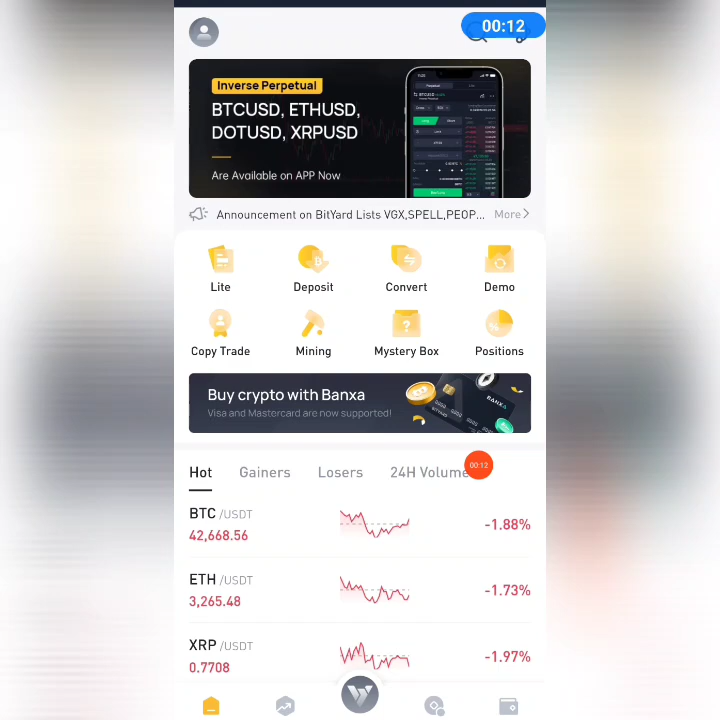 00:12
Inverse Perpetual
BTCUSD, ETHUSD,
DOTUSD, XRPUSD
Are Available on APP Now
Announcement on BitYard Lists VGX,SPELL,PEOP... More
Lite Deposit Convert Demo
Copy Trade Mining Mystery Box Positions
Buy crypto with Banxa
Visa and Mastercard are now supported!
BANXA
Hot Gainers Losers 24H Volume
00:12
BTC /USDT
42,668.56
-1.88%
ETH /USDT
3,265.48
-1.73%
XRP /USDT
0.7708
-1.97%